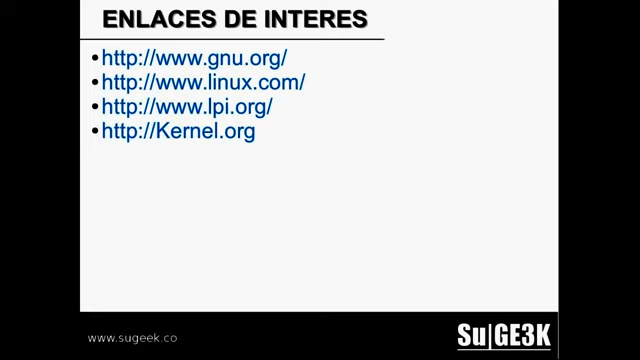 ENLACES DE INTERES
•http://www.gnu.org/
•http://www.linux.com/
•http://www.lpi.org/
•http://Kernel.org
www.sugeek.co
Su|GE3K